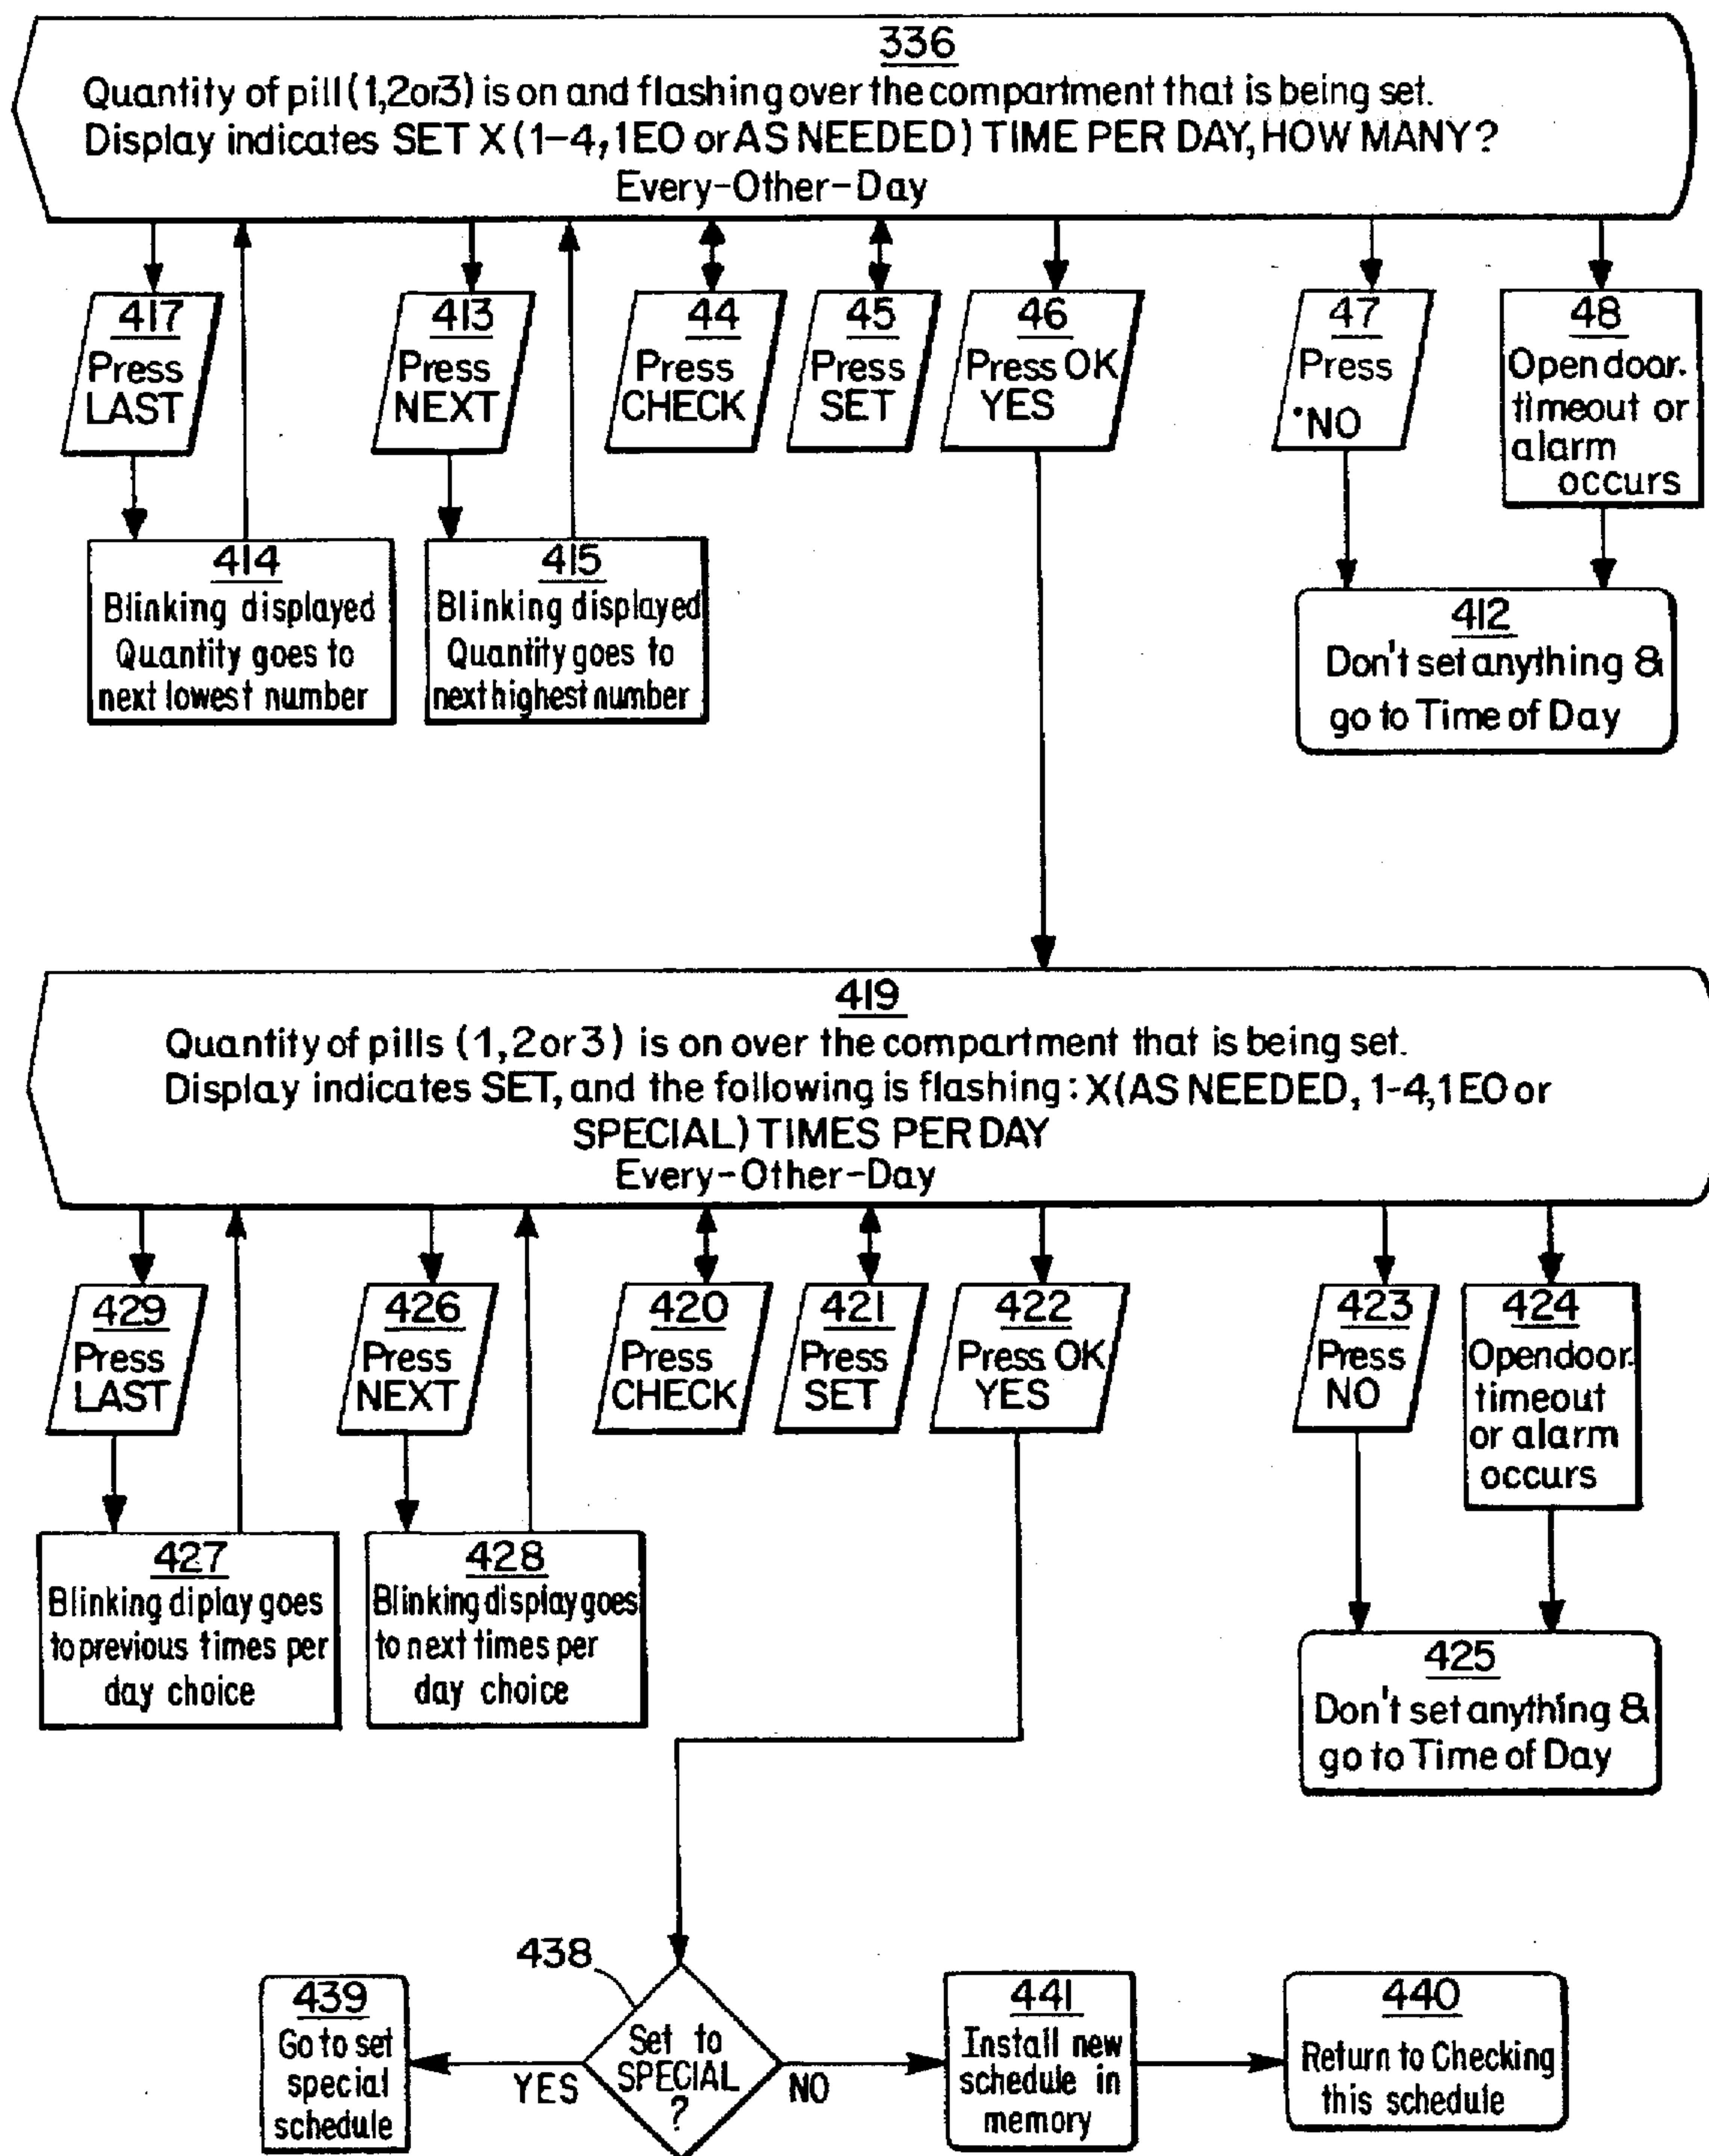 336
Quantity of pill (1,2or3) is on and flashing over the compartment that is being set.
Display indicates SET X (1-4, 1EO or AS NEEDED) TIME PER DAY, HOW MANY?
Every-Other-Day
417
Press
LAST
413
Press
NEXT
44
Press
CHECK
45
Press
SET
46
Press OK
YES
47
Press
NO
48
Open door.
timeout or
alarm
occurs
414
Blinking displayed
Quantity goes to
next lowest number
415
Blinking displayed
Quantity goes to
next highest number
412
Don't set anything &
go to Time of Day
419
Quantity of pills (1,2or3) is on over the compartment that is being set.
Display indicates SET, and the following is flashing: X(AS NEEDED, 1-4, 1EO or
SPECIAL) TIMES PER DAY
Every-Other-Day
429
Press
LAST
426
Press
NEXT
420
Press
CHECK
421
Press
SET
422
Press OK
YES
423
Press
NO
424
Open door.
timeout
or alarm
occurs
427
Blinking diplay goes
to previous times per
day choice
428
Blinking display goes
to next times per
day choice
425
Don't set anything &
go to Time of Day
438
439
Go to set
special
schedule
YES
Set to
SPECIAL
?
NO
441
Install new
schedule in
memory
440
Return to Checking
this schedule